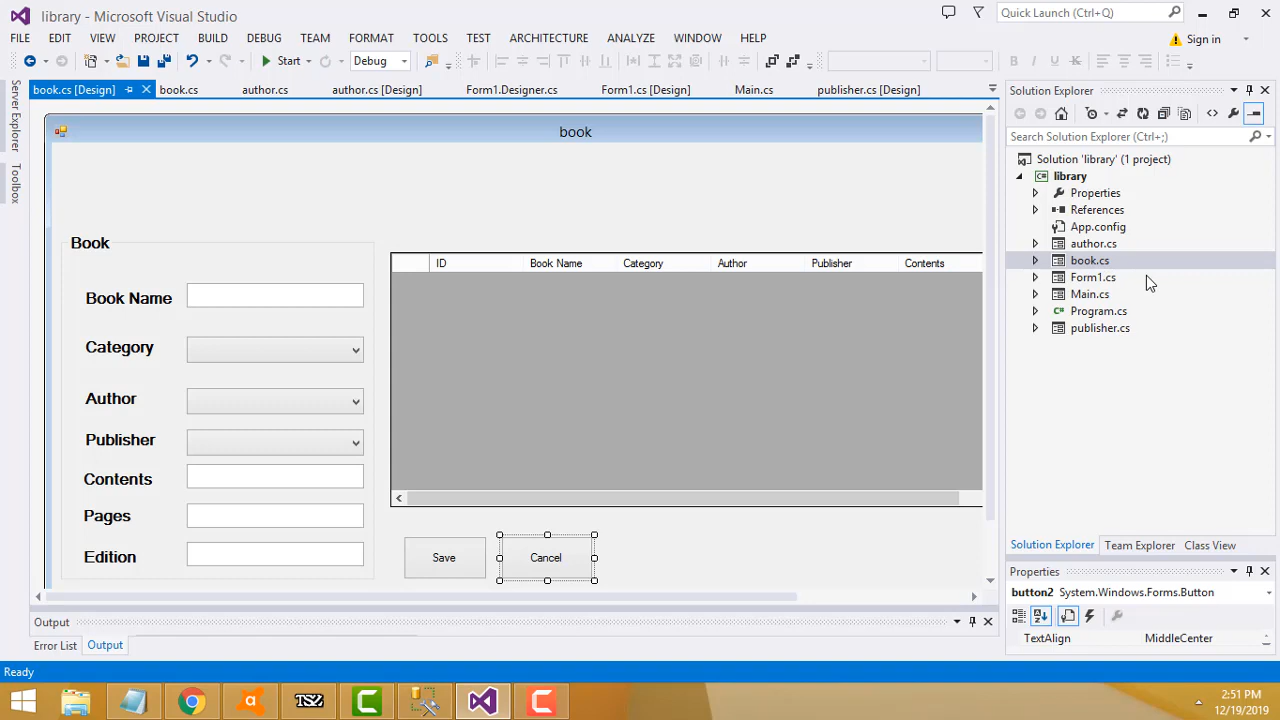 library - Microsoft Visual Studio
Quick Launch (Ctrl+Q)
FILE EDIT VIEW PROJECT BUILD DEBUG TEAM FORMAT TOOLS TEST ARCHITECTURE ANALYZE WINDOW HELP
Sign in
Start Debug
book.cs [Design] book.cs author.cs author.cs [Design] Form1.Designer.cs Form1.cs [Design] Main.cs publisher.cs [Design]
Server Explorer
Toolbox
book
Book
Book Name
Category
Author
Publisher
Contents
Pages
Edition
ID Book Name Category Author Publisher Contents
Save
Cancel
Solution Explorer
Search Solution Explorer (Ctrl+;)
Solution 'library' (1 project)
library
Properties
References
App.config
author.cs
book.cs
Form1.cs
Main.cs
Program.cs
publisher.cs
Solution Explorer Team Explorer Class View
Properties
button2 System.Windows.Forms.Button
TextAlign MiddleCenter
Output
Error List Output
Ready
TSZ
2:51 PM
12/19/2019